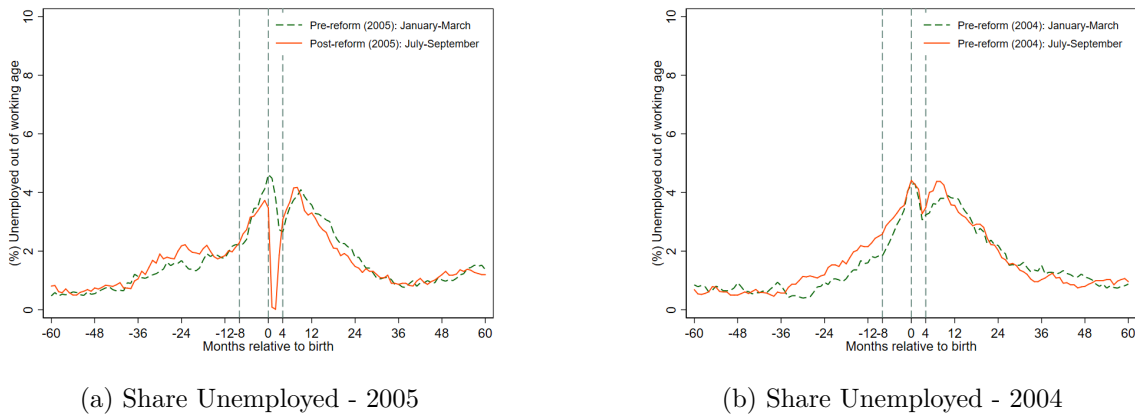 Pre-reform (2005): January-March
Post-reform (2005): July-September
(%) Unemployed out of working age
10
8
6
4
2
0
-60 -48 -36 -24 -12 -8 0 4 12 24 36 48 60
Months relative to birth
(a) Share Unemployed - 2005
Pre-reform (2004): January-March
Pre-reform (2004): July-September
(%) Unemployed out of working age
10
8
6
4
2
0
-60 -48 -36 -24 -12 -8 0 4 12 24 36 48 60
Months relative to birth
(b) Share Unemployed - 2004